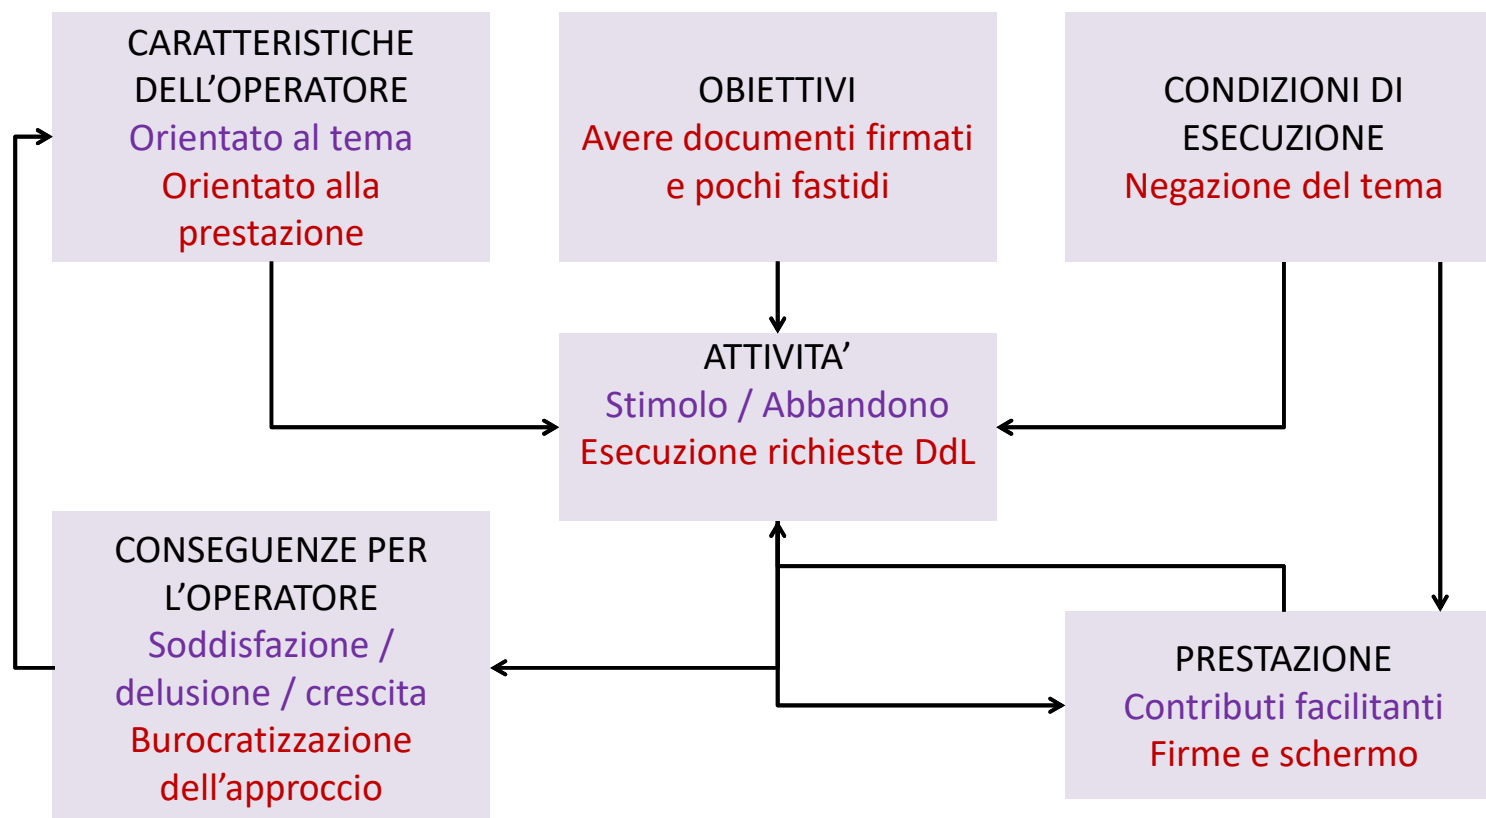 CARATTERISTICHE
DELL’OPERATORE
Orientato al tema
Orientato alla
prestazione
OBIETTIVI
Avere documenti firmati
e pochi fastidi
CONDIZIONI DI
ESECUZIONE
Negazione del tema
ATTIVITA’
Stimolo / Abbandono
Esecuzione richieste DdL
CONSEGUENZE PER
L’OPERATORE
Soddisfazione /
delusione / crescita
Burocratizzazione
dell’approccio
PRESTAZIONE
Contributi facilitanti
Firme e schermo